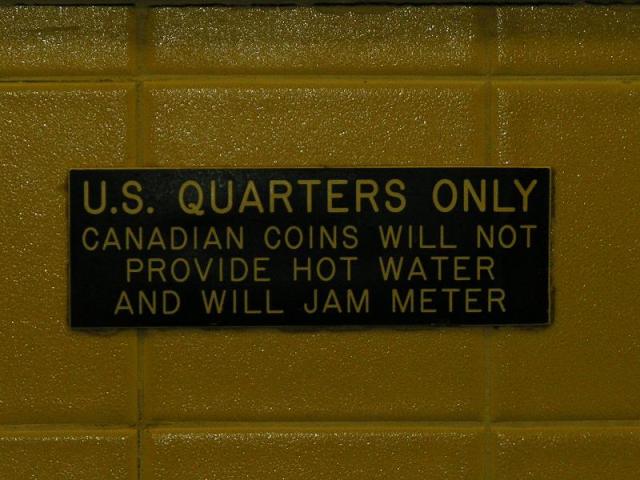 U.S. QUARTERS ONLY
CANADIAN COINS WILL NOT
PROVIDE HOT WATER
AND WILL JAM METER